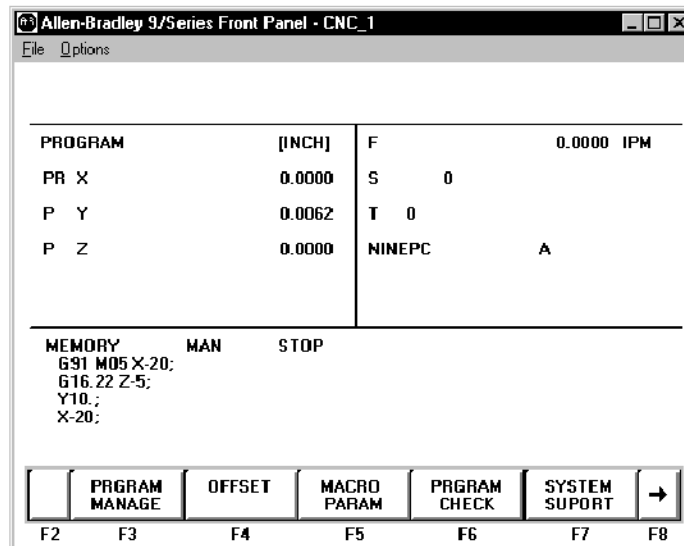 Allen-Bradley 9/Series Front Panel - CNC_1
File Options
PROGRAM [INCH] F 0.0000 IPM
PR X 0.0000 S 0
P Y 0.0062 T 0
P Z 0.0000 NINEPC A
MEMORY MAN STOP
G91 M05 X-20;
G16.22 Z-5;
Y10.;
X-20;
PRGRAM MANAGE OFFSET MACRO PARAM PRGRAM CHECK SYSTEM SUPORT →
F2 F3 F4 F5 F6 F7 F8